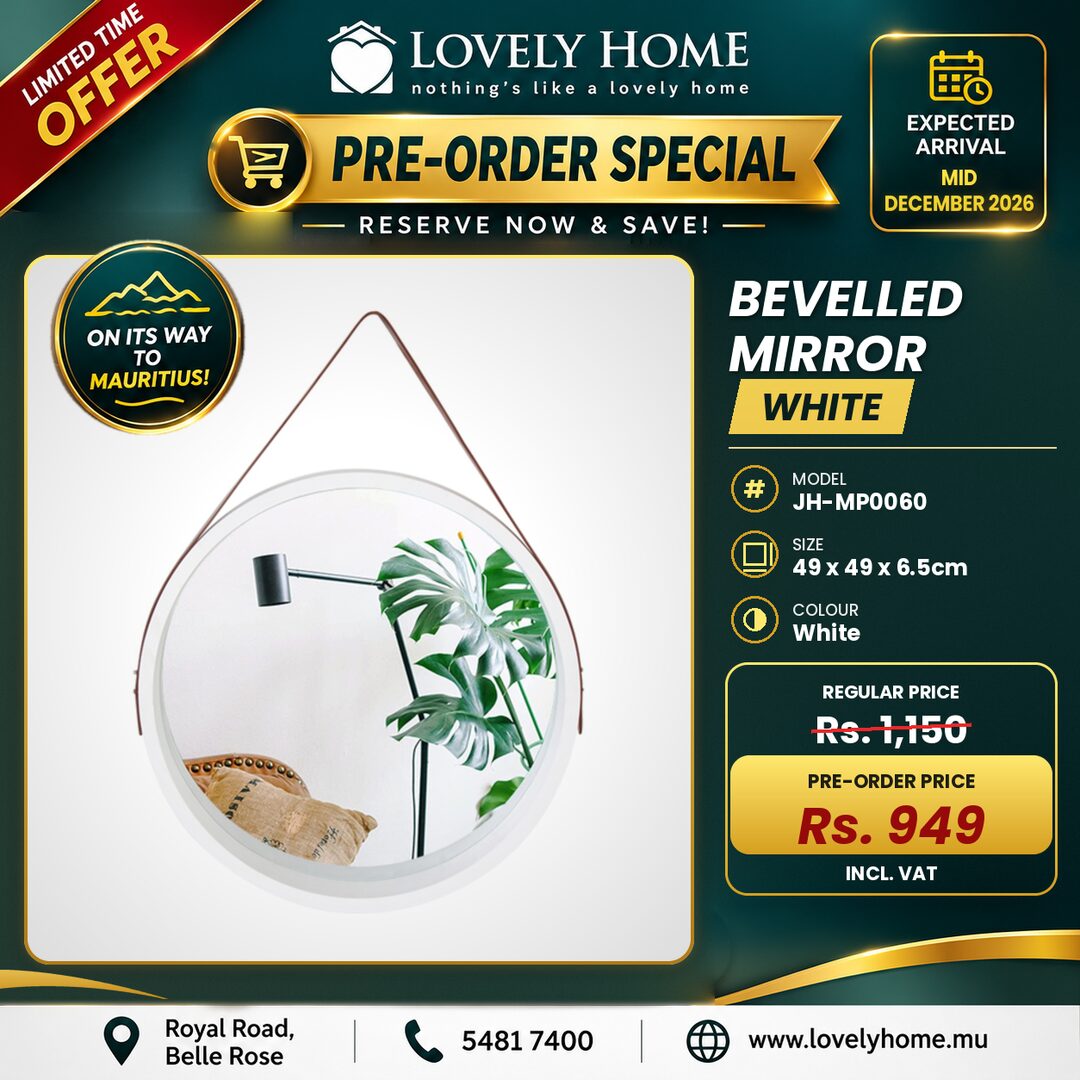 LIMITED TIME
OFFER
LOVELY HOME
nothing's like a lovely home
PRE-ORDER SPECIAL
RESERVE NOW & SAVE!
EXPECTED
ARRIVAL
MID
DECEMBER 2026
ON ITS WAY
TO
MAURITIUS!
BEVELLED
MIRROR
WHITE
#
MODEL
JH-MP0060
SIZE
49 x 49 x 6.5cm
COLOUR
White
REGULAR PRICE
Rs. 1,150
PRE-ORDER PRICE
Rs. 949
INCL. VAT
Royal Road,
Belle Rose
5481 7400
www.lovelyhome.mu